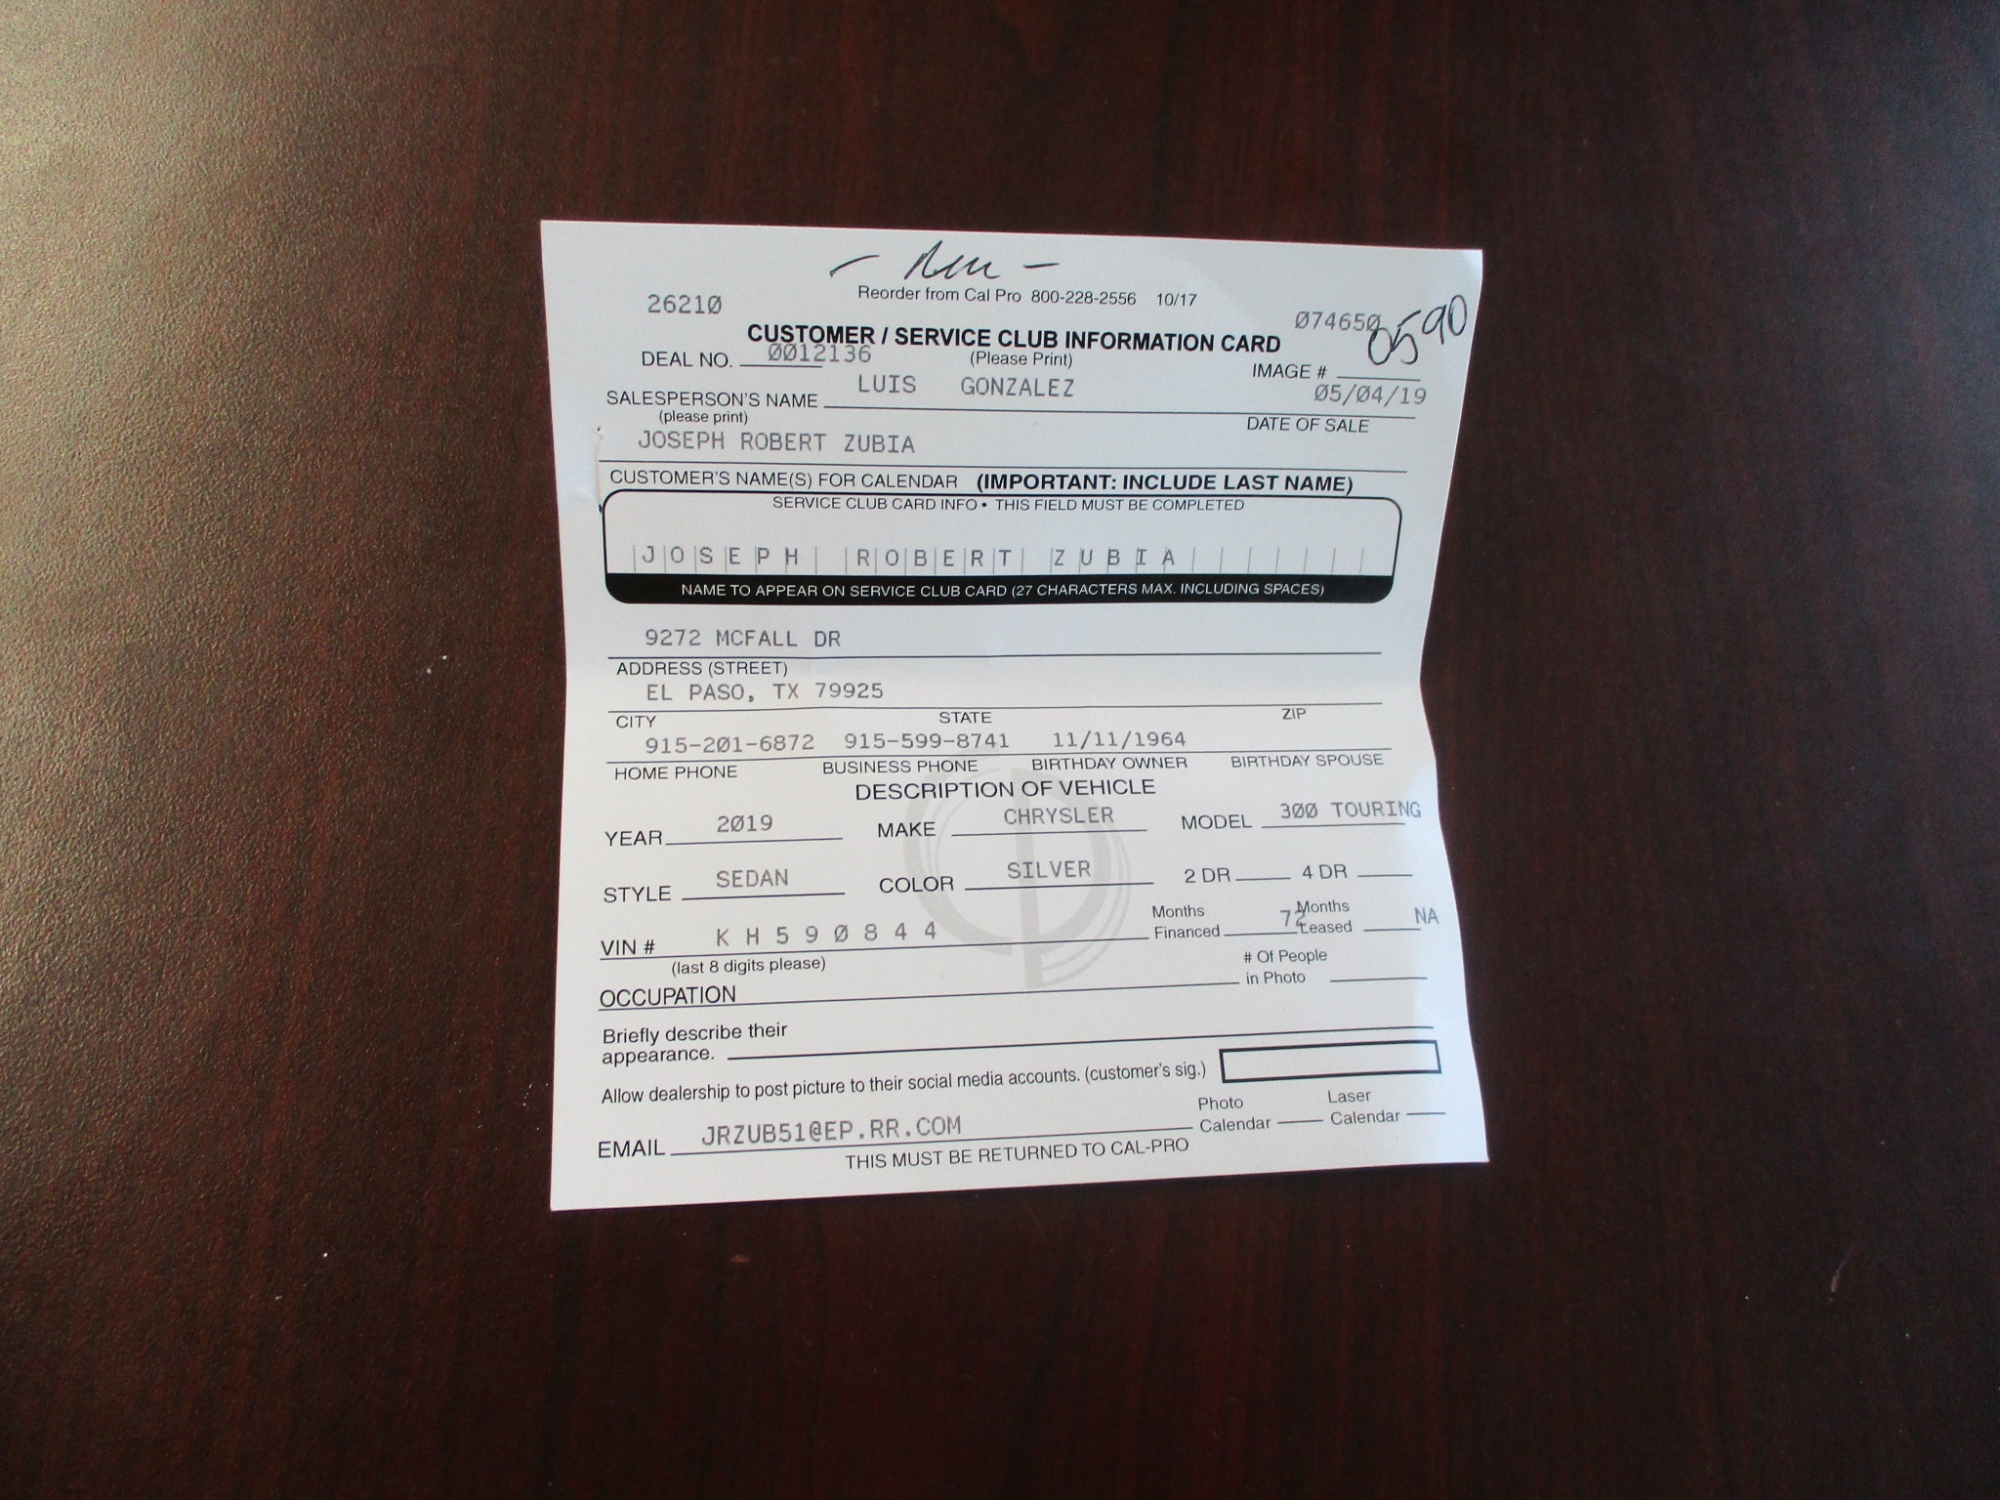 Reorder from Cal Pro 800-228-2556 10/17
26210 074650 0590
CUSTOMER / SERVICE CLUB INFORMATION CARD
DEAL NO. 0012136 (Please Print) IMAGE #
SALESPERSON'S NAME LUIS GONZALEZ 05/04/19
(please print) DATE OF SALE
JOSEPH ROBERT ZUBIA
CUSTOMER'S NAME(S) FOR CALENDAR (IMPORTANT: INCLUDE LAST NAME)
SERVICE CLUB CARD INFO • THIS FIELD MUST BE COMPLETED
JOSEPH ROBERT ZUBIA
NAME TO APPEAR ON SERVICE CLUB CARD (27 CHARACTERS MAX. INCLUDING SPACES)
9272 MCFALL DR
ADDRESS (STREET)
EL PASO, TX 79925
CITY STATE ZIP
915-201-6872 915-599-8741 11/11/1964
HOME PHONE BUSINESS PHONE BIRTHDAY OWNER BIRTHDAY SPOUSE
DESCRIPTION OF VEHICLE
YEAR 2019 MAKE CHRYSLER MODEL 300 TOURING
STYLE SEDAN COLOR SILVER 2 DR 4 DR
VIN # K H 5 9 0 8 4 4 Months Financed 72 Months Leased NA
(last 8 digits please) # Of People
OCCUPATION in Photo
Briefly describe their
appearance.
Allow dealership to post picture to their social media accounts. (customer's sig.)
Photo Laser
EMAIL JRZUB51@EP.RR.COM Calendar Calendar
THIS MUST BE RETURNED TO CAL-PRO